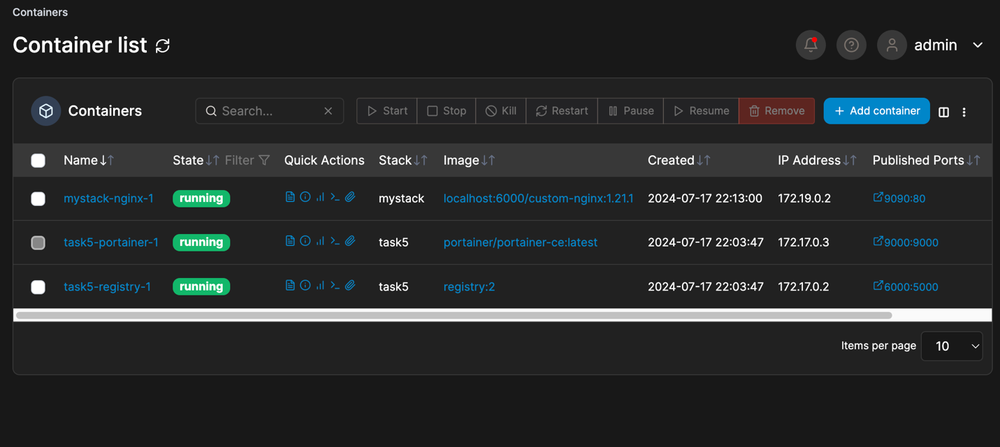 Containers
Container list
admin
Containers Search... Start Stop Kill Restart Pause Resume Remove + Add container
Name State Filter Quick Actions Stack Image Created IP Address Published Ports
mystack-nginx-1 running mystack localhost:6000/custom-nginx:1.21.1 2024-07-17 22:13:00 172.19.0.2 9090:80
task5-portainer-1 running task5 portainer/portainer-ce:latest 2024-07-17 22:03:47 172.17.0.3 9000:9000
task5-registry-1 running task5 registry:2 2024-07-17 22:03:47 172.17.0.2 6000:5000
Items per page 10